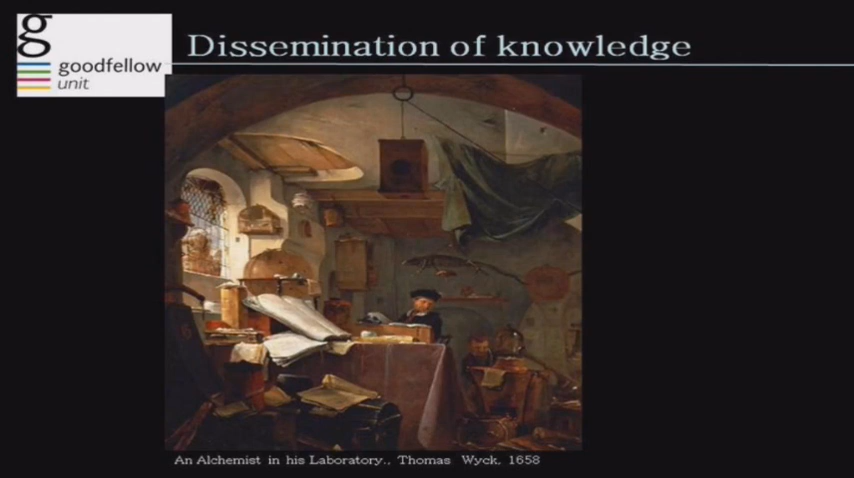 g
goodfellow
unit
Dissemination of knowledge
An Alchemist in his Laboratory., Thomas Wyck, 1658